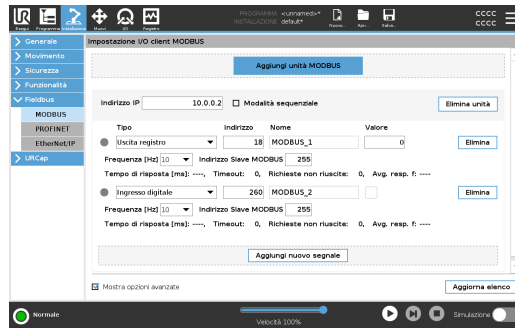 PROGRAMMA <unnamed>*
INSTALLAZIONE default*
CCCC
CCCC
Esegui Programma Installazione Muovi I/O Registro Nuovo... Apri... Salva...
Generale
Movimento
Sicurezza
Funzionalità
Fieldbus
MODBUS
PROFINET
EtherNet/IP
URCap
Impostazione I/O client MODBUS
Aggiungi unità MODBUS
Indirizzo IP 10.0.0.2 Modalità sequenziale Elimina unità
Tipo Indirizzo Nome Valore
Uscita registro 18 MODBUS_1 0 Elimina
Frequenza [Hz] 10 Indirizzo Slave MODBUS 255
Tempo di risposta [ms]: ----, Timeout: 0, Richieste non riuscite: 0, Avg. resp. f: ----
Ingresso digitale 260 MODBUS_2 Elimina
Frequenza [Hz] 10 Indirizzo Slave MODBUS 255
Tempo di risposta [ms]: ----, Timeout: 0, Richieste non riuscite: 0, Avg. resp. f: ----
Aggiungi nuovo segnale
Mostra opzioni avanzate Aggiorna elenco
Normale Velocità 100% Simulazione